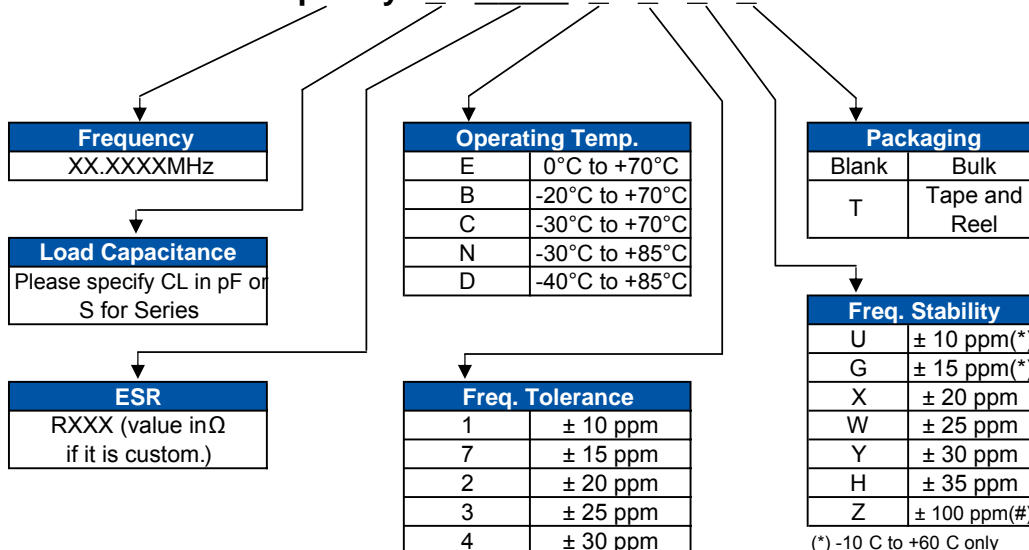 Frequency
XX.XXXXMHz
Load Capacitance
Please specify CL in pF or
S for Series
ESR
RXXX (value inΩ
if it is custom.)
Operating Temp.
E 0°C to +70°C
B -20°C to +70°C
C -30°C to +70°C
N -30°C to +85°C
D -40°C to +85°C
Freq. Tolerance
1 ± 10 ppm
7 ± 15 ppm
2 ± 20 ppm
3 ± 25 ppm
4 ± 30 ppm
Packaging
Blank Bulk
T Tape and
Reel
Freq. Stability
U ± 10 ppm(*)
G ± 15 ppm(*)
X ± 20 ppm
W ± 25 ppm
Y ± 30 ppm
H ± 35 ppm
Z ± 100 ppm(#)
(*) -10 C to +60 C only